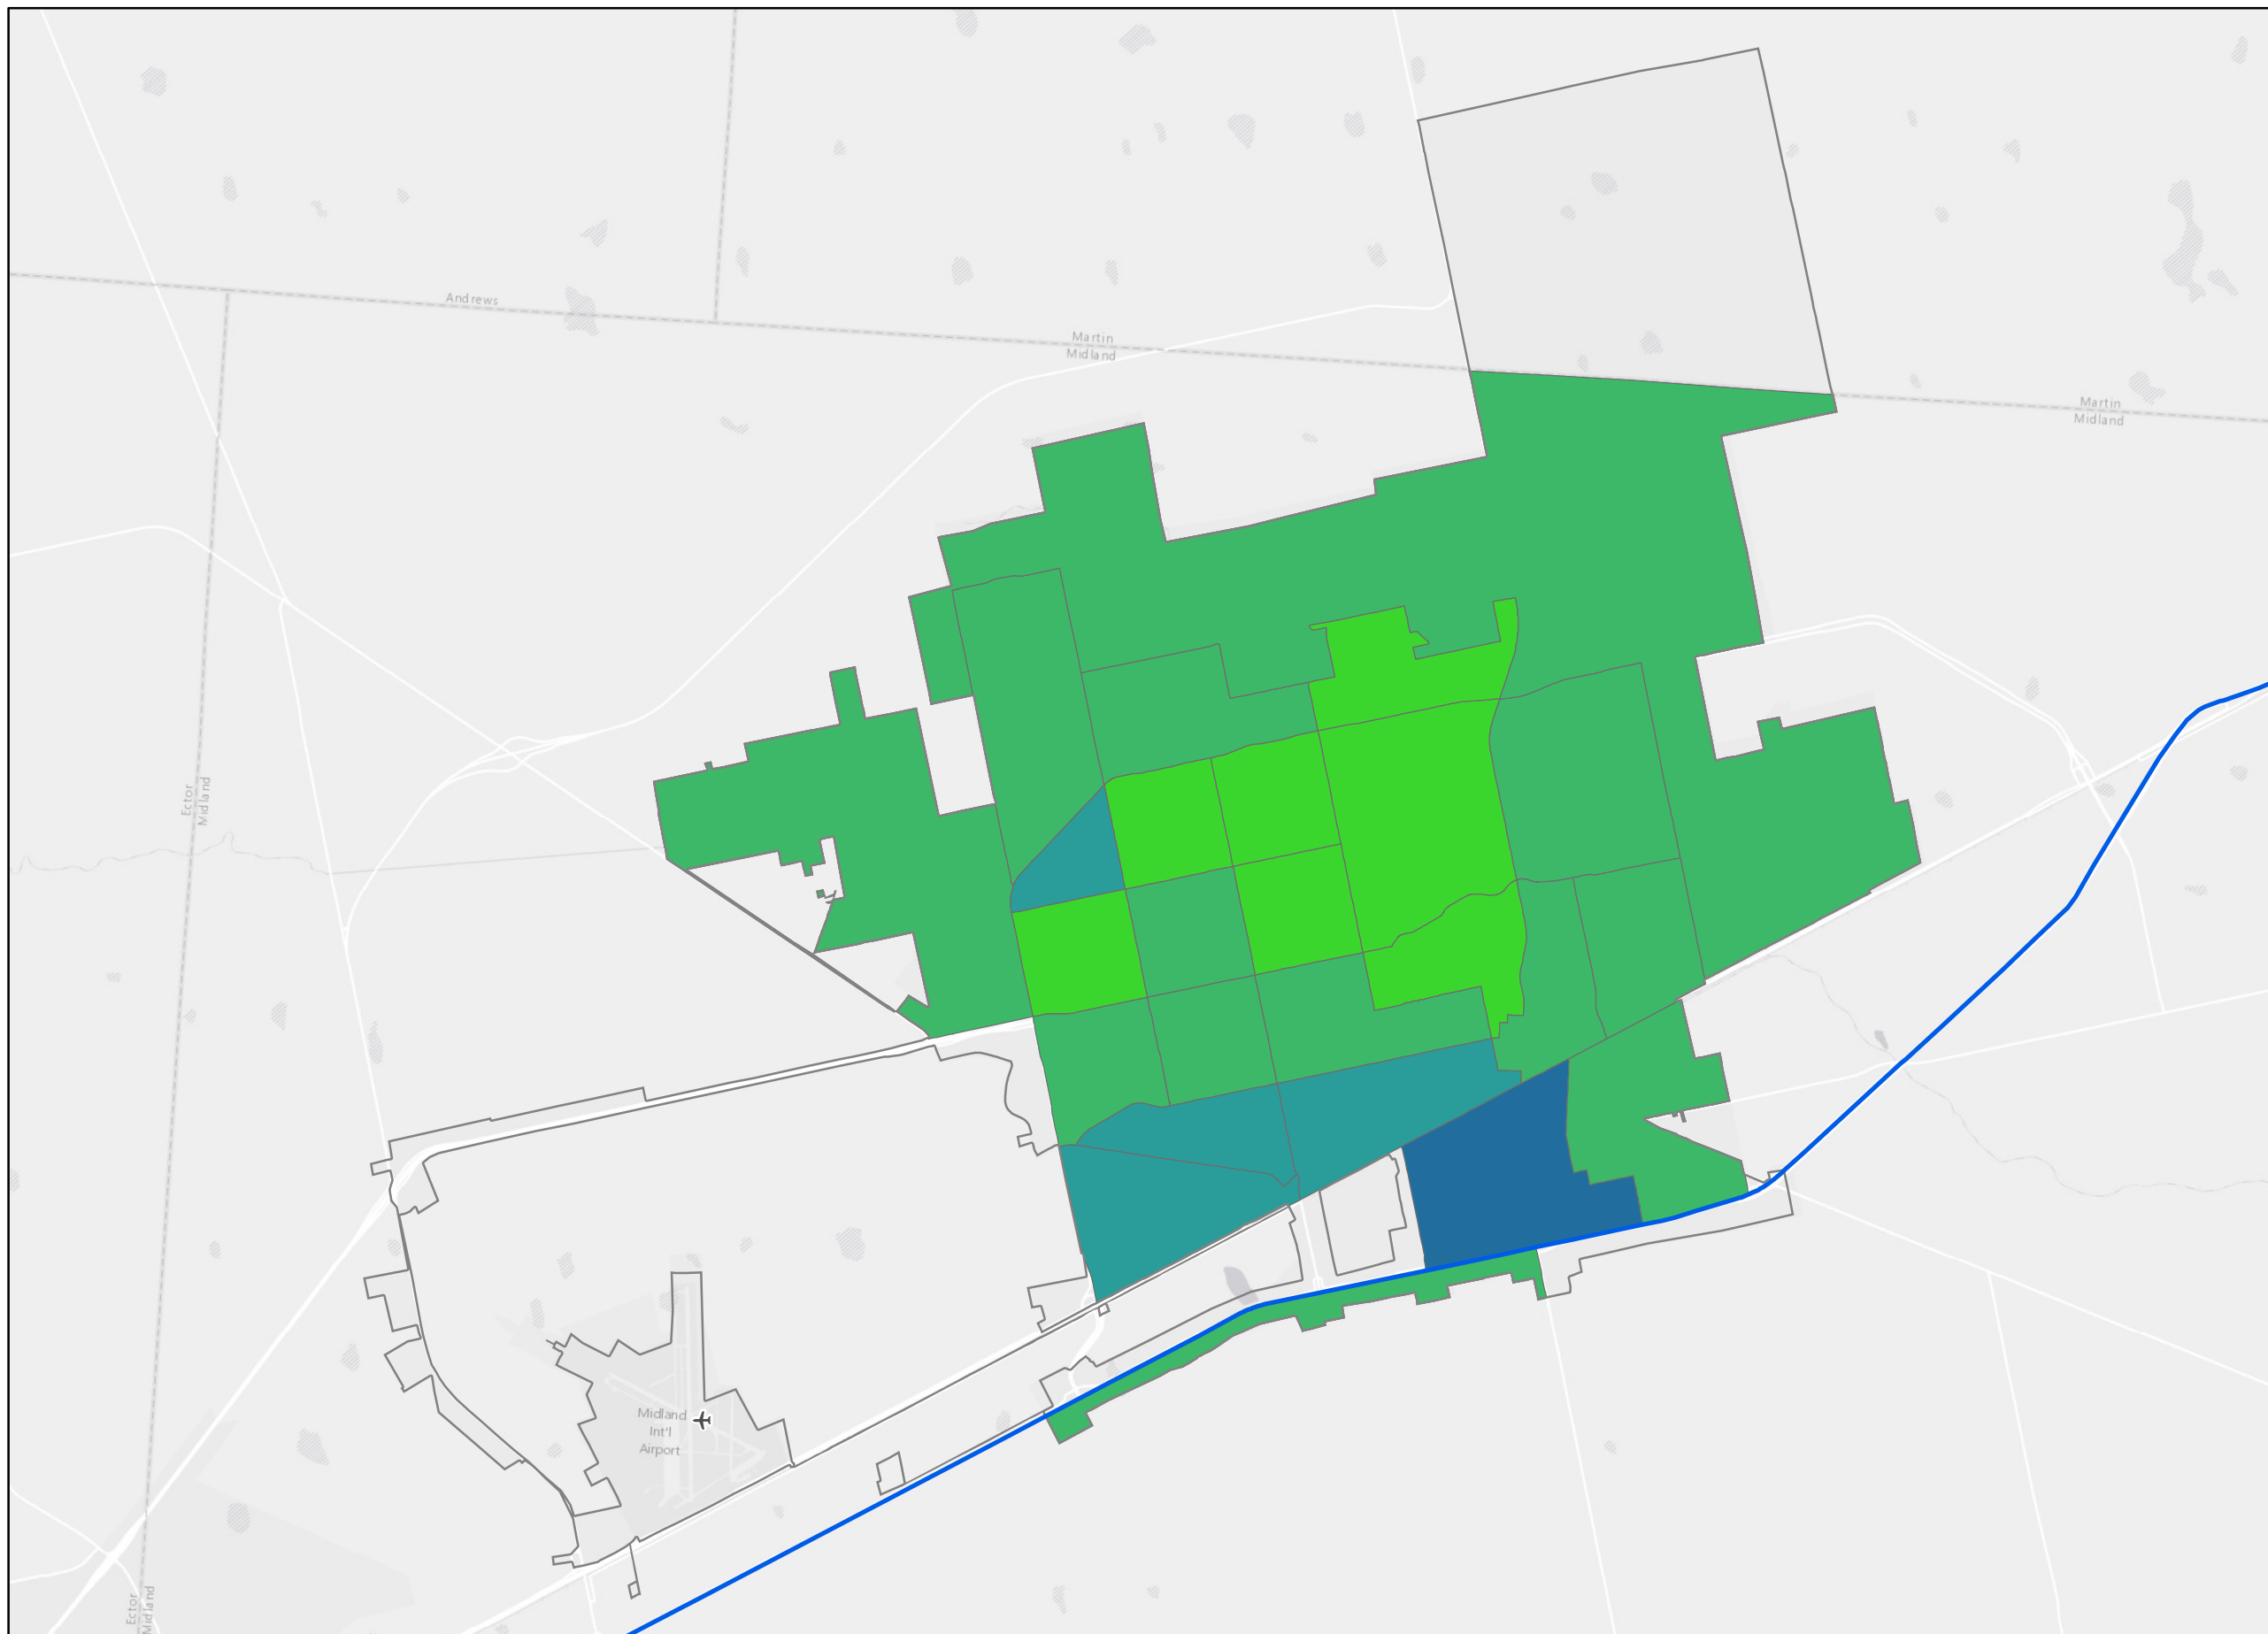 Andrews
Martin
Midland
Martin
Midland
Ector
Midland
Midland
Int'l
Airport
Ector
Midland